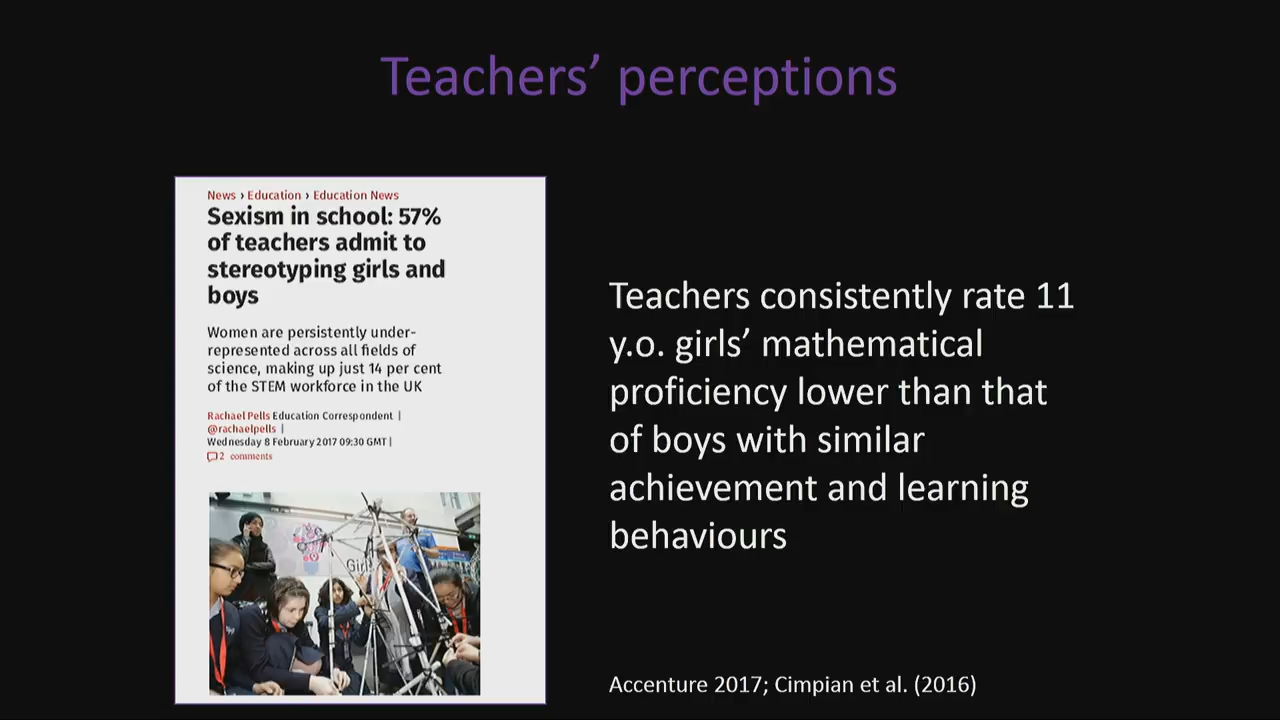 Teachers’ perceptions
News › Education › Education News
Sexism in school: 57%
of teachers admit to
stereotyping girls and
boys
Women are persistently under-
represented across all fields of
science, making up just 14 per cent
of the STEM workforce in the UK
Rachael Pells Education Correspondent |
@rachaelpells |
Wednesday 8 February 2017 09:30 GMT |
2 comments
Girls
Teachers consistently rate 11
y.o. girls’ mathematical
proficiency lower than that
of boys with similar
achievement and learning
behaviours
Accenture 2017; Cimpian et al. (2016)